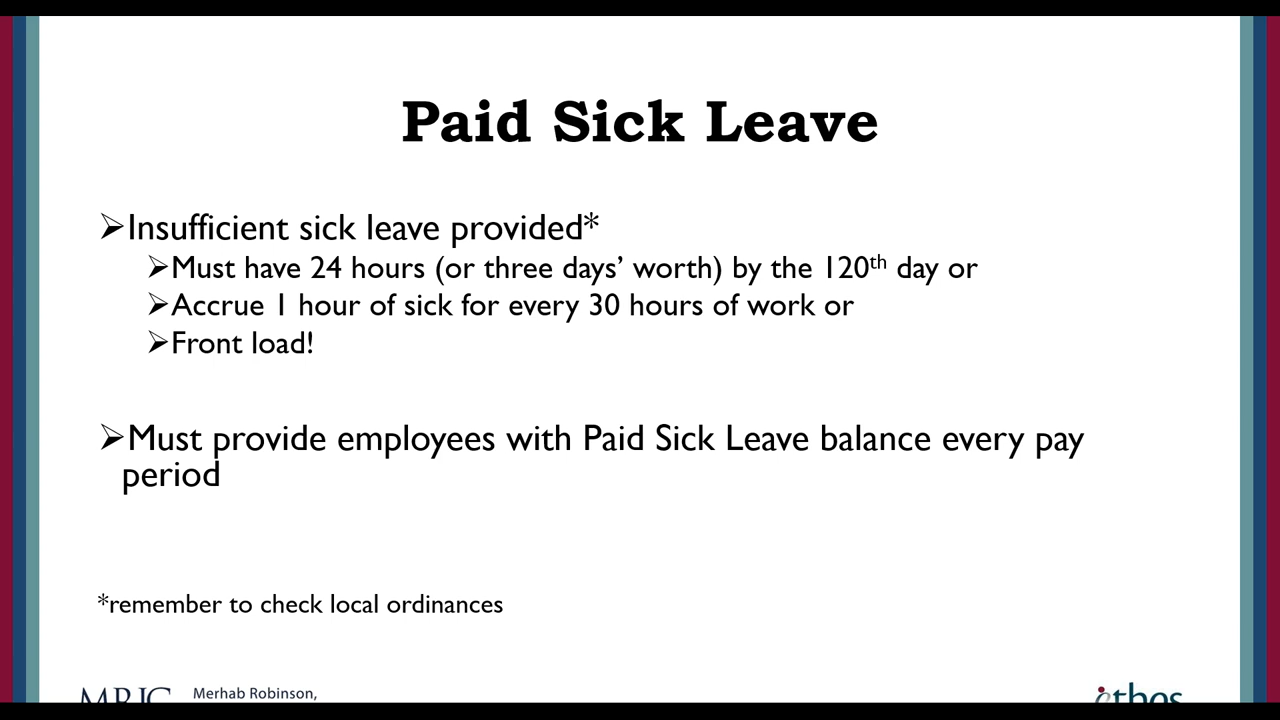 Paid Sick Leave
➢Insufficient sick leave provided*
➢Must have 24 hours (or three days’ worth) by the 120th day or
➢Accrue 1 hour of sick for every 30 hours of work or
➢Front load!
➢Must provide employees with Paid Sick Leave balance every pay
period
*remember to check local ordinances
MRJC Merhab Robinson,
ethos